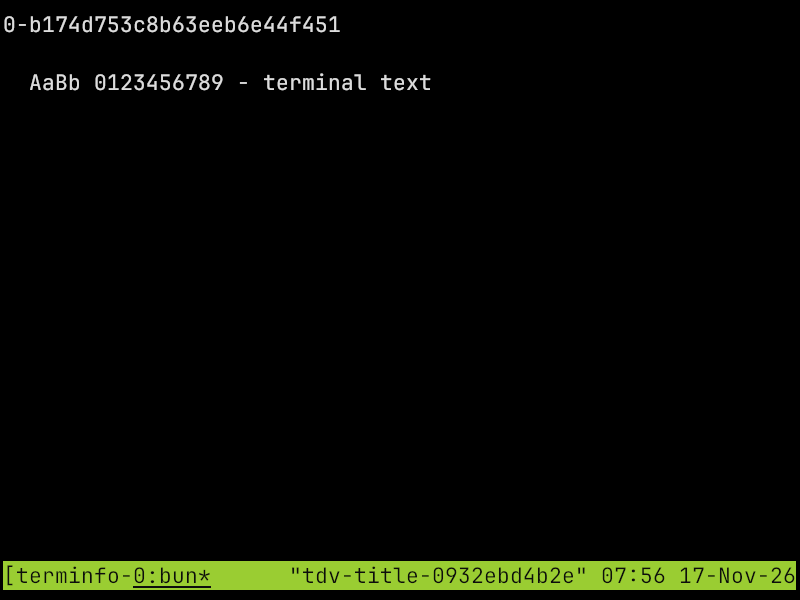 0-b174d753c8b63eeb6e44f451
AaBb 0123456789 - terminal text
[terminfo-0:bun* "tdv-title-0932ebd4b2e" 07:56 17-Nov-26